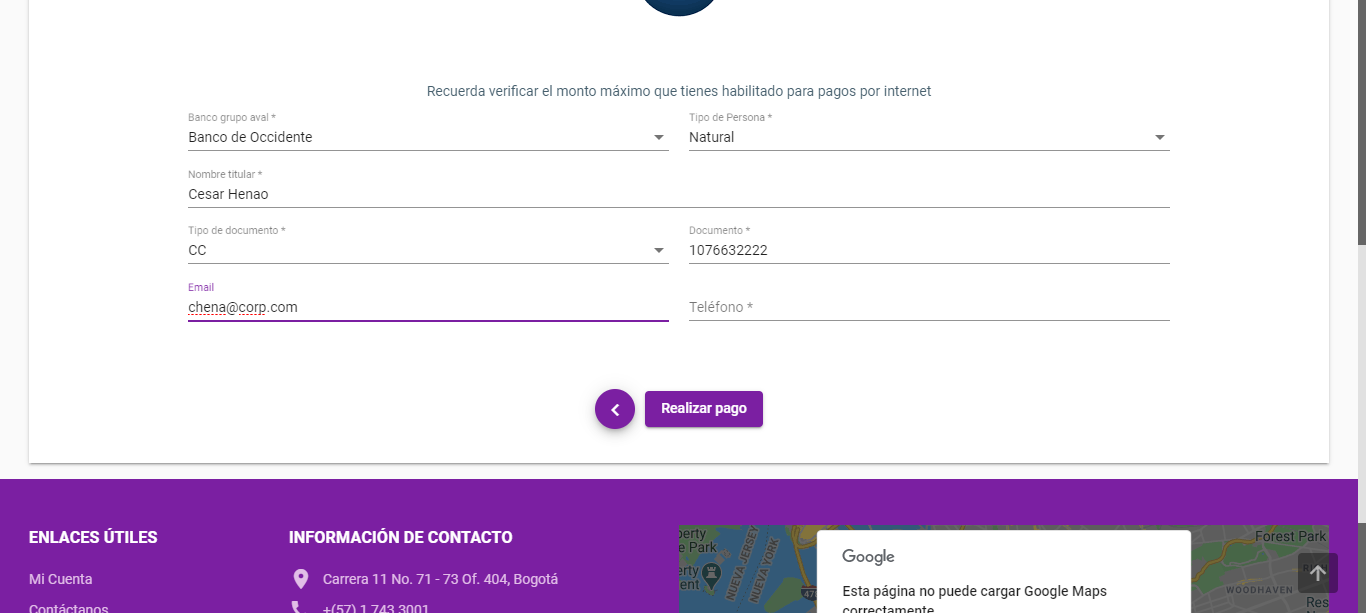 Recuerda verificar el monto máximo que tienes habilitado para pagos por internet
Banco grupo aval *
Banco de Occidente
Tipo de Persona *
Natural
Nombre titular *
Cesar Henao
Tipo de documento *
CC
Documento *
1076632222
Email
chena@corp.com
Teléfono *
Realizar pago
ENLACES ÚTILES
Mi Cuenta
Contáctanos
INFORMACIÓN DE CONTACTO
Carrera 11 No. 71 - 73 Of. 404, Bogotá
+(57) 1 743 3001
e Park
NUEVA JERSEY
NUEVA YORK
Google
Esta página no puede cargar Google Maps
correctamente.
Forest Park
WOODHAVEN